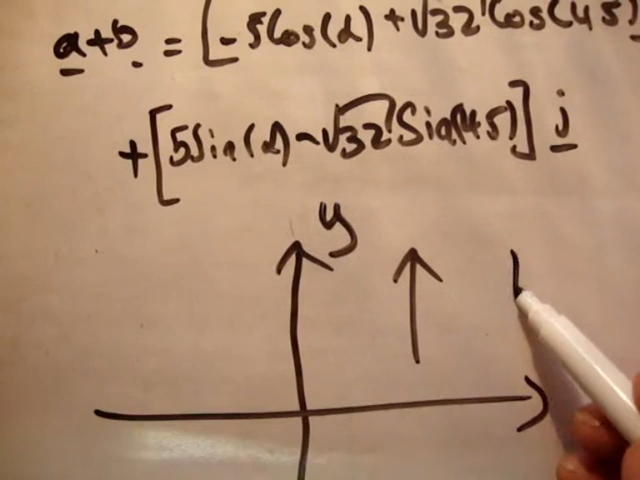 a+b = [-5Cos(α) + √32 Cos(45)
+ [5Sin(α) - √32 Sin(45)] j
y